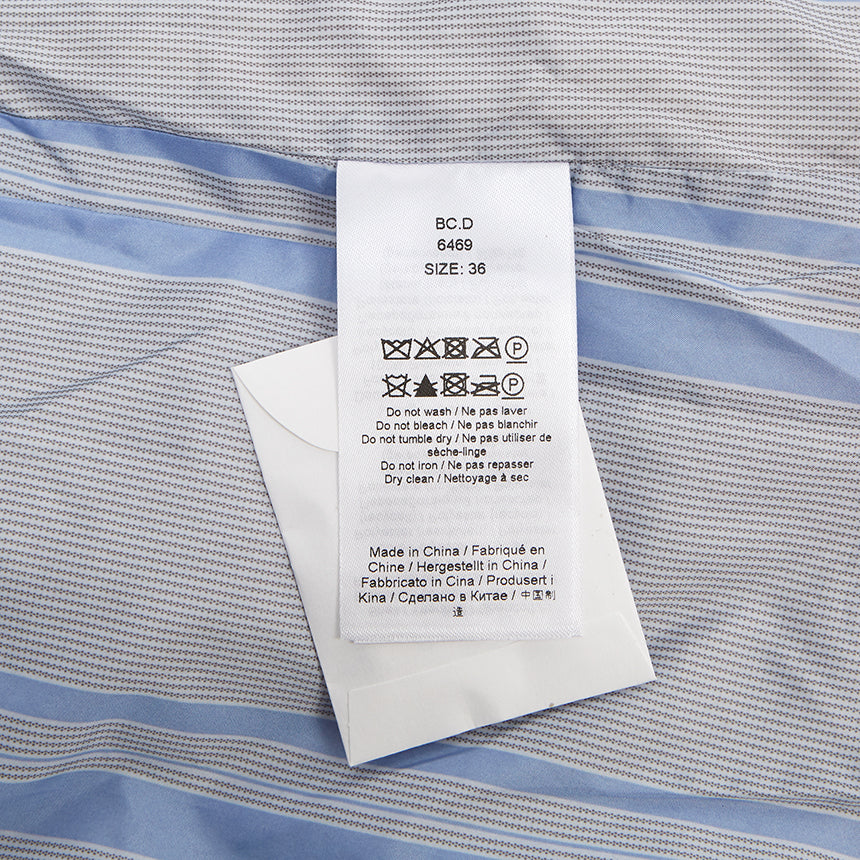 BC.D
6469
SIZE: 36
P
P
Do not wash / Ne pas laver
Do not bleach / Ne pas blanchir
Do not tumble dry / Ne pas utiliser de
sèche-linge
Do not iron / Ne pas repasser
Dry clean / Nettoyage à sec
Made in China / Fabriqué en
Chine / Hergestellt in China /
Fabbricato in Cina / Produsert i
Kina / Сделано в Китае / 中国制
造